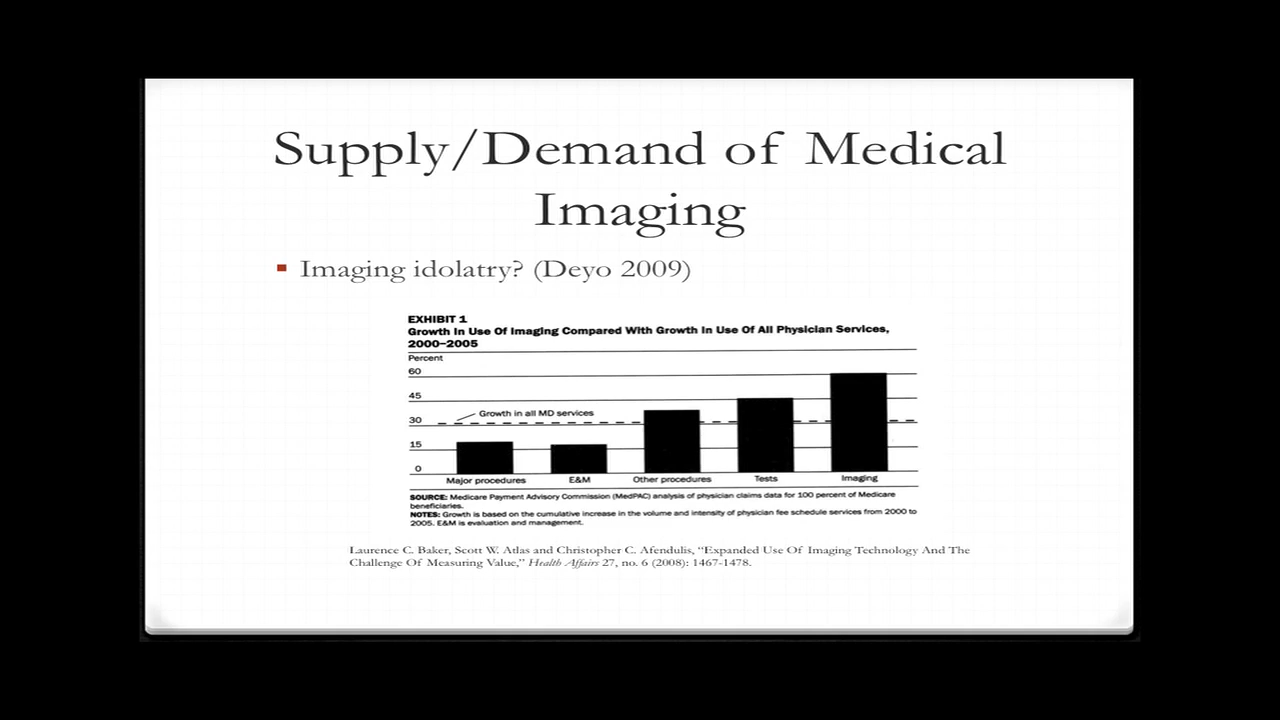 Supply/Demand of Medical
Imaging
Imaging idolatry? (Deyo 2009)
EXHIBIT 1
Growth In Use Of Imaging Compared With Growth In Use Of All Physician Services,
2000–2005
Percent
60
45
30
15
0
Growth in all MD services
Major procedures E&M Other procedures Tests Imaging
SOURCE: Medicare Payment Advisory Commission (MedPAC) analysis of physician claims data for 100 percent of Medicare
beneficiaries.
NOTES: Growth is based on the cumulative increase in the volume and intensity of physician fee schedule services from 2000 to
2005. E&M is evaluation and management.
Laurence C. Baker, Scott W. Atlas and Christopher C. Afendulis, “Expanded Use Of Imaging Technology And The
Challenge Of Measuring Value,” Health Affairs 27, no. 6 (2008): 1467-1478.